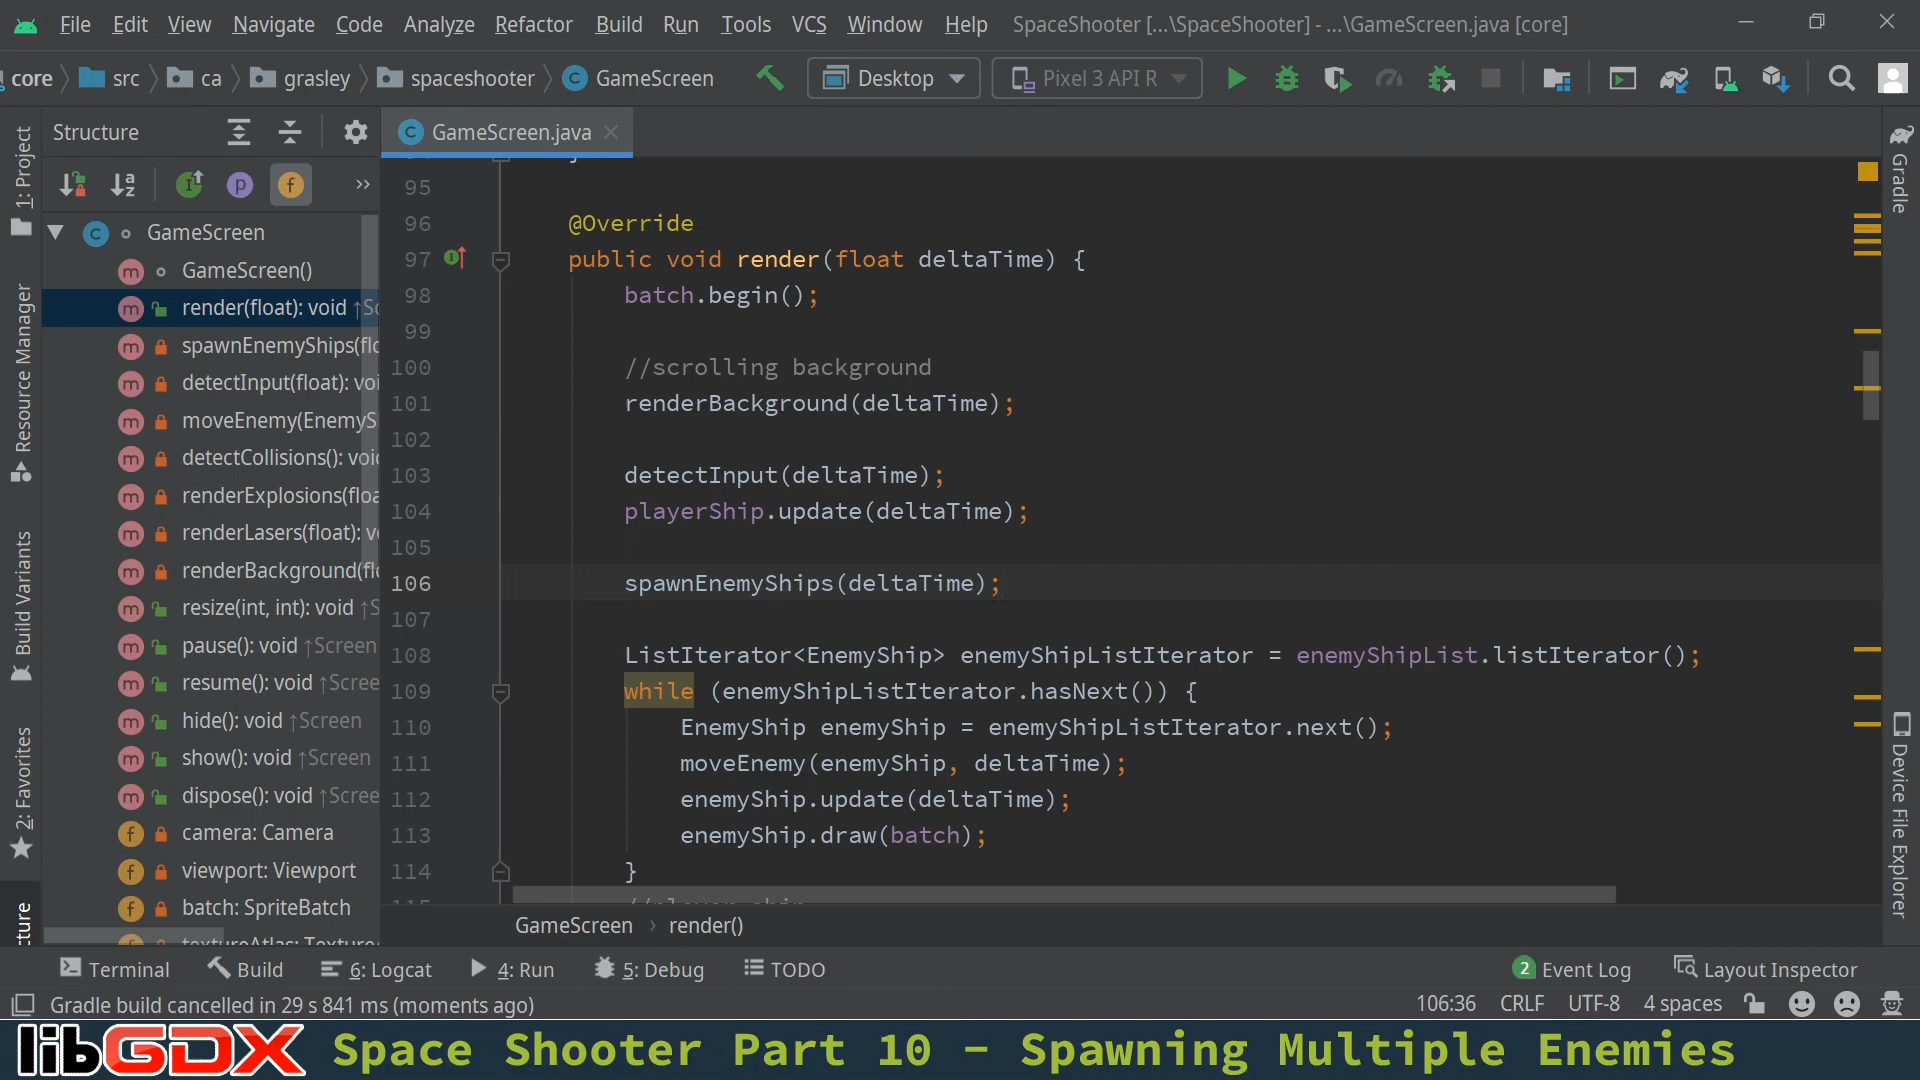 File Edit View Navigate Code Analyze Refactor Build Run Tools VCS Window Help SpaceShooter [...\SpaceShooter] - ...\GameScreen.java [core]
core src ca grasley spaceshooter GameScreen Desktop Pixel 3 API R
1: Project
Resource Manager
Build Variants
2: Favorites
Structure
GameScreen
GameScreen()
render(float): void
spawnEnemyShips(flo
detectInput(float): voi
moveEnemy(EnemyS
detectCollisions(): voi
renderExplosions(floa
renderLasers(float): v
renderBackground(fl
resize(int, int): void ↑S
pause(): void ↑Screen
resume(): void ↑Scree
hide(): void ↑Screen
show(): void ↑Screen
dispose(): void ↑Scree
camera: Camera
viewport: Viewport
batch: SpriteBatch
GameScreen.java
95
96 @Override
97 public void render(float deltaTime) {
98 batch.begin();
99
100 //scrolling background
101 renderBackground(deltaTime);
102
103 detectInput(deltaTime);
104 playerShip.update(deltaTime);
105
106 spawnEnemyShips(deltaTime);
107
108 ListIterator<EnemyShip> enemyShipListIterator = enemyShipList.listIterator();
109 while (enemyShipListIterator.hasNext()) {
110 EnemyShip enemyShip = enemyShipListIterator.next();
111 moveEnemy(enemyShip, deltaTime);
112 enemyShip.update(deltaTime);
113 enemyShip.draw(batch);
114 }
GameScreen › render()
Gradle
Device File Explorer
Terminal Build 6: Logcat 4: Run 5: Debug TODO 2 Event Log Layout Inspector
Gradle build cancelled in 29 s 841 ms (moments ago) 106:36 CRLF UTF-8 4 spaces
libGDX Space Shooter Part 10 - Spawning Multiple Enemies